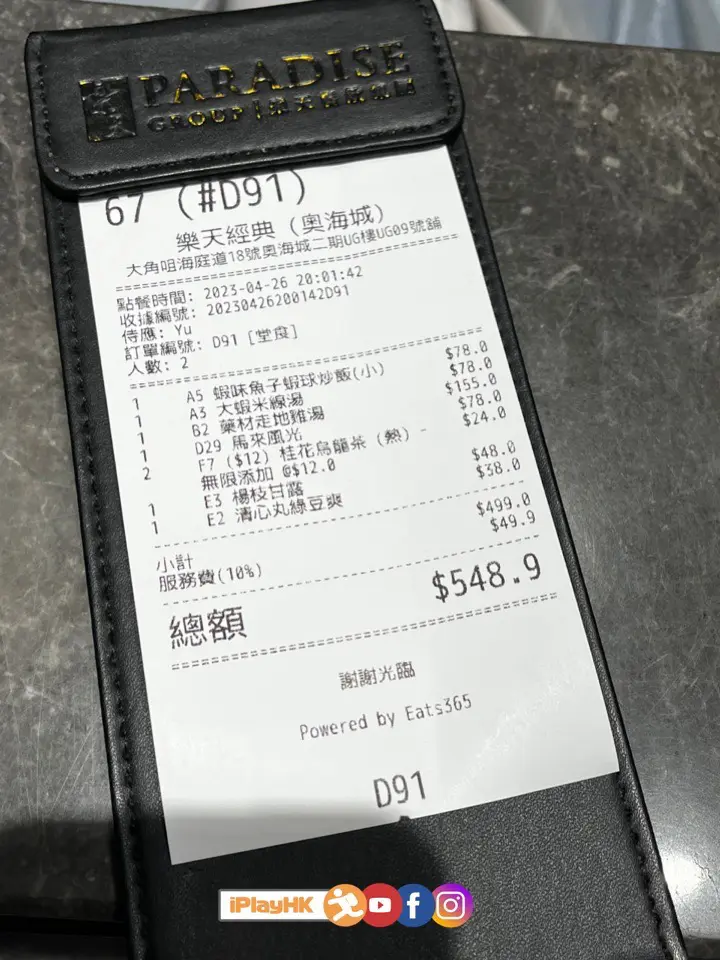 PARADISE
GROUP | 樂天餐飲集團
67 (#D91)
樂天經典 (奧海城)
大角咀海庭道18號奧海城二期UG樓UG09號舖
點餐時間: 2023-04-26 20:01:42
收據編號: 20230426200142D91
侍應: Yu
訂單編號: D91 [堂食]
人數: 2
1 A5 蝦味魚子蝦球炒飯(小) $78.0
1 A3 大蝦米線湯 $78.0
1 B2 藥材走地雞湯 $155.0
1 D29 馬來風光 $78.0
2 F7 ($12) 桂花烏龍茶 (熱) - $24.0
無限添加 @$12.0
1 E3 楊枝甘露 $48.0
1 E2 清心丸綠豆爽 $38.0
小計 $499.0
服務費(10%) $49.9
總額 $548.9
謝謝光臨
Powered by Eats365
D91
iPlayHK